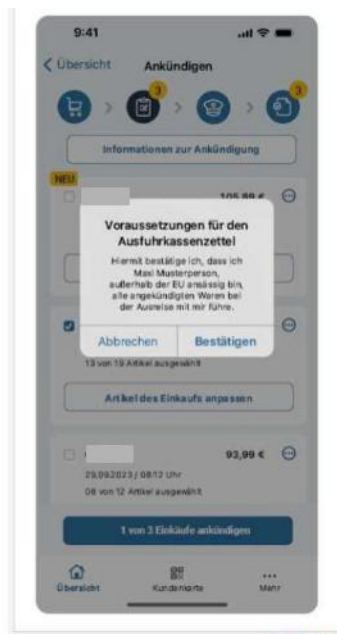 9:41
Übersicht
Ankündigen
3
3
Informationen zur Ankündigung
NEU
105,89 €
Voraussetzungen für den
Ausfuhrkassenzettel
Hiermit bestätige ich, dass ich
Maxi Musterperson,
außerhalb der EU ansässig bin,
alle angekündigten Waren bei
der Ausreise mit mir führe.
Abbrechen
Bestätigen
13 von 19 Artikel ausgewählt
Artikel des Einkaufs anpassen
93,99 €
29.092023 / 08:12 Uhr
08 von 12 Artikel ausgewählt
1 von 3 Einkäufe ankündigen
Übersicht
Kundenkarte
Mehr